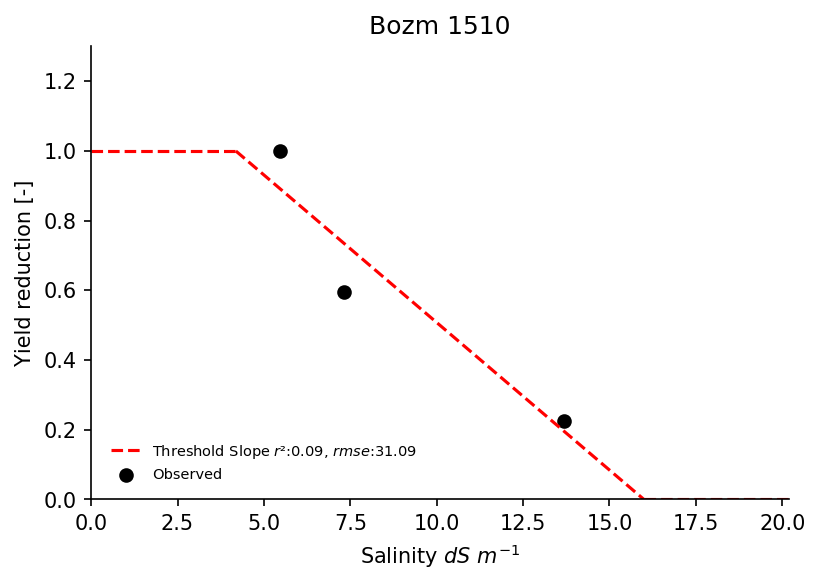 Bozm 1510
Yield reduction [-]
1.2
1.0
0.8
0.6
0.4
0.2
0.0
Threshold Slope r²:0.09, rmse:31.09
Observed
0.0 2.5 5.0 7.5 10.0 12.5 15.0 17.5 20.0
Salinity dS m⁻¹